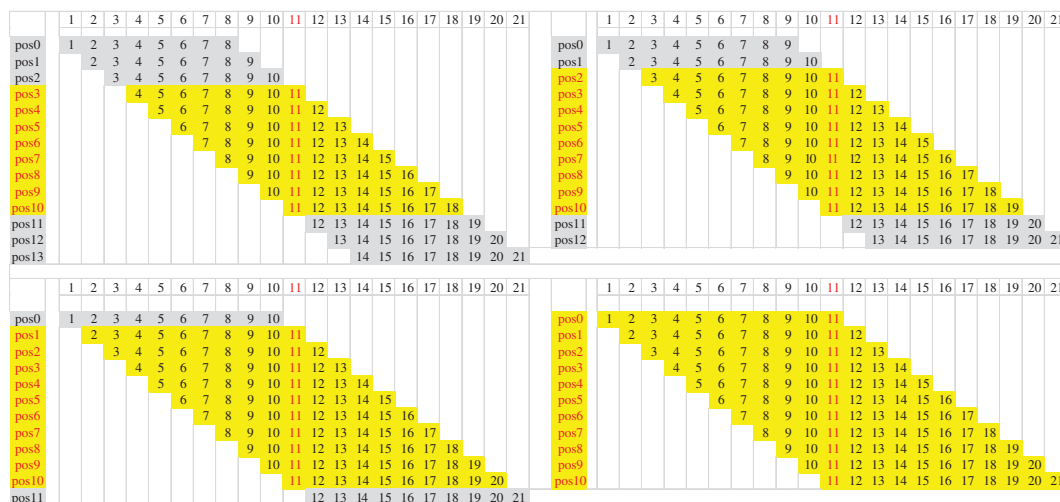 1 2 3 4 5 6 7 8 9 10 11 12 13 14 15 16 17 18 19 20 21
pos0 1 2 3 4 5 6 7 8
pos1 2 3 4 5 6 7 8 9
pos2 3 4 5 6 7 8 9 10
pos3 4 5 6 7 8 9 10 11
pos4 5 6 7 8 9 10 11 12
pos5 6 7 8 9 10 11 12 13
pos6 7 8 9 10 11 12 13 14
pos7 8 9 10 11 12 13 14 15
pos8 9 10 11 12 13 14 15 16
pos9 10 11 12 13 14 15 16 17
pos10 11 12 13 14 15 16 17 18
pos11 12 13 14 15 16 17 18 19
pos12 13 14 15 16 17 18 19 20
pos13 14 15 16 17 18 19 20 21
1 2 3 4 5 6 7 8 9 10 11 12 13 14 15 16 17 18 19 20 21
pos0 1 2 3 4 5 6 7 8 9
pos1 2 3 4 5 6 7 8 9 10
pos2 3 4 5 6 7 8 9 10 11
pos3 4 5 6 7 8 9 10 11 12
pos4 5 6 7 8 9 10 11 12 13
pos5 6 7 8 9 10 11 12 13 14
pos6 7 8 9 10 11 12 13 14 15
pos7 8 9 10 11 12 13 14 15 16
pos8 9 10 11 12 13 14 15 16 17
pos9 10 11 12 13 14 15 16 17 18
pos10 11 12 13 14 15 16 17 18 19
pos11 12 13 14 15 16 17 18 19 20
pos12 13 14 15 16 17 18 19 20 21
1 2 3 4 5 6 7 8 9 10 11 12 13 14 15 16 17 18 19 20 21
pos0 1 2 3 4 5 6 7 8 9 10
pos1 2 3 4 5 6 7 8 9 10 11
pos2 3 4 5 6 7 8 9 10 11 12
pos3 4 5 6 7 8 9 10 11 12 13
pos4 5 6 7 8 9 10 11 12 13 14
pos5 6 7 8 9 10 11 12 13 14 15
pos6 7 8 9 10 11 12 13 14 15 16
pos7 8 9 10 11 12 13 14 15 16 17
pos8 9 10 11 12 13 14 15 16 17 18
pos9 10 11 12 13 14 15 16 17 18 19
pos10 11 12 13 14 15 16 17 18 19 20
pos11 12 13 14 15 16 17 18 19 20 21
1 2 3 4 5 6 7 8 9 10 11 12 13 14 15 16 17 18 19 20 21
pos0 1 2 3 4 5 6 7 8 9 10 11
pos1 2 3 4 5 6 7 8 9 10 11 12
pos2 3 4 5 6 7 8 9 10 11 12 13
pos3 4 5 6 7 8 9 10 11 12 13 14
pos4 5 6 7 8 9 10 11 12 13 14 15
pos5 6 7 8 9 10 11 12 13 14 15 16
pos6 7 8 9 10 11 12 13 14 15 16 17
pos7 8 9 10 11 12 13 14 15 16 17 18
pos8 9 10 11 12 13 14 15 16 17 18 19
pos9 10 11 12 13 14 15 16 17 18 19 20
pos10 11 12 13 14 15 16 17 18 19 20 21